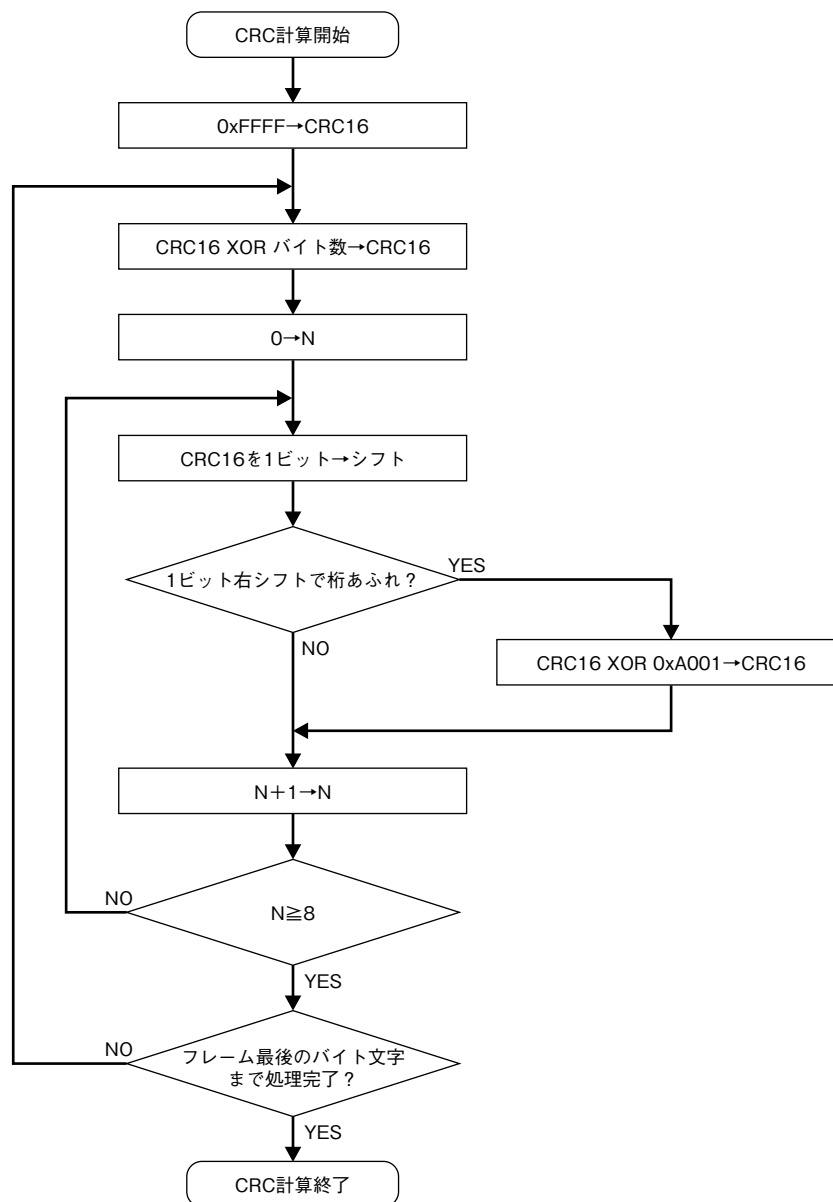 CRC計算開始
0xFFFF→CRC16
CRC16 XOR バイト数→CRC16
0→N
CRC16を1ビット→シフト
1ビット右シフトで桁あふれ？
YES
NO
CRC16 XOR 0xA001→CRC16
N＋1→N
NO
N≧8
YES
NO
フレーム最後のバイト文字
まで処理完了？
YES
CRC計算終了